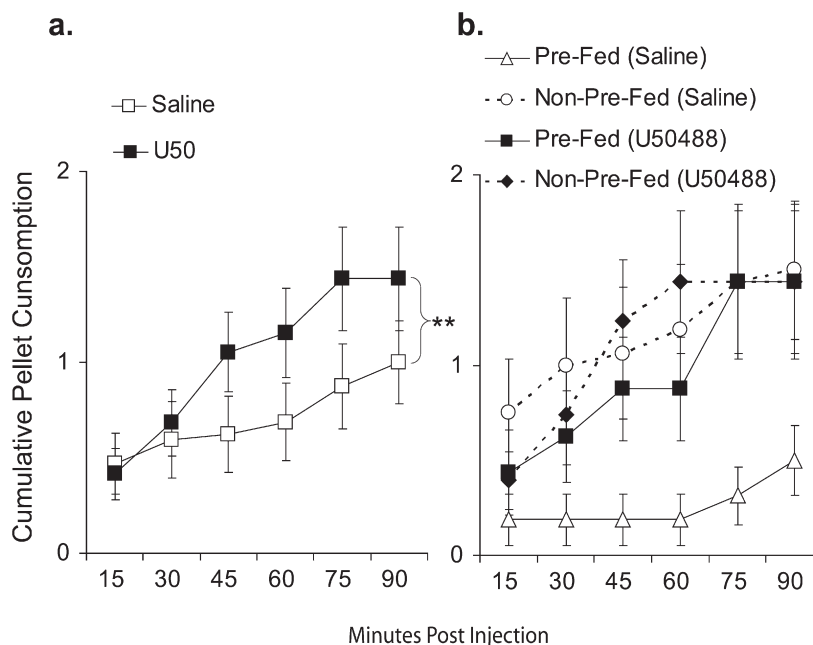 a.
Saline
U50
Cumulative Pellet Cunsomption
2
1
0
**
15 30 45 60 75 90
b.
Pre-Fed (Saline)
Non-Pre-Fed (Saline)
Pre-Fed (U50488)
Non-Pre-Fed (U50488)
2
1
0
15 30 45 60 75 90
Minutes Post Injection